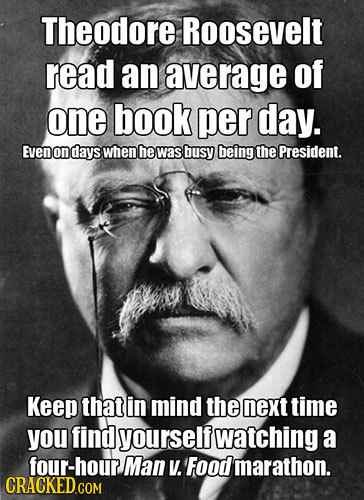 Theodore Roosevelt
read an average of
one book per day.
Even on days when he was busy being the President.
Keep that in mind the next time
you find yourself watching a
four-hour Man v. Food marathon.
CRACKED.COM